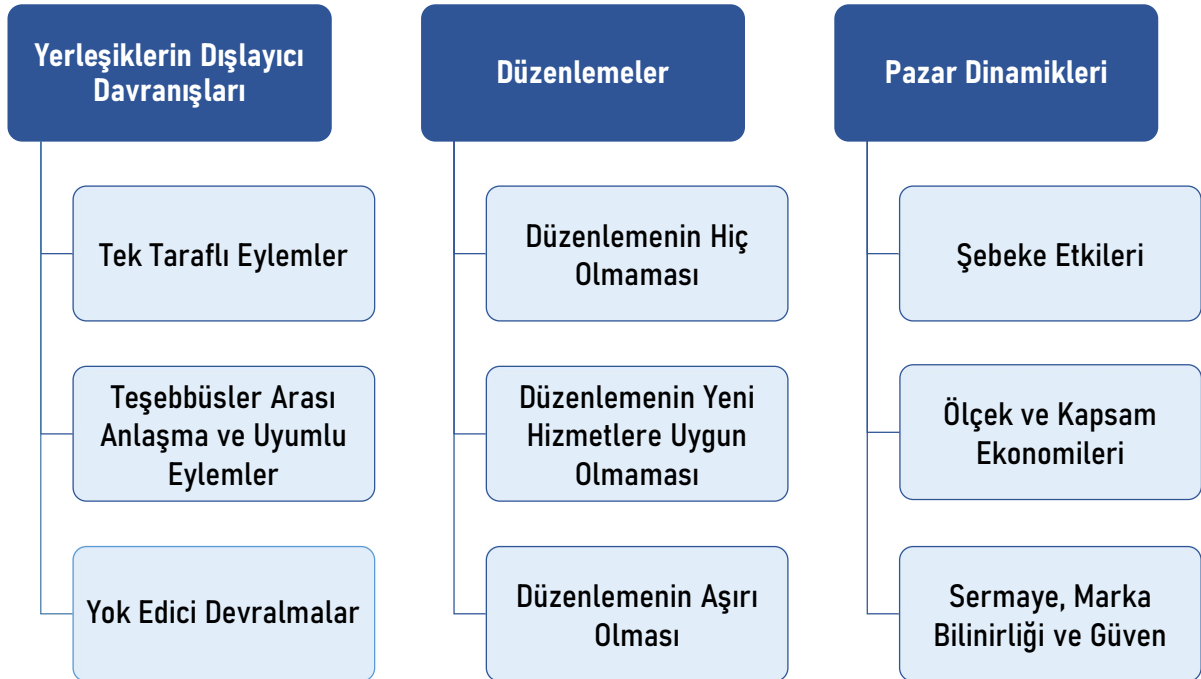 Yerleşiklerin Dışlayıcı
Davranışları
Tek Taraflı Eylemler
Teşebbüsler Arası
Anlaşma ve Uyumlu
Eylemler
Yok Edici Devralmalar
Düzenlemeler
Düzenlemenin Hiç
Olmaması
Düzenlemenin Yeni
Hizmetlere Uygun
Olmaması
Düzenlemenin Aşırı
Olması
Pazar Dinamikleri
Şebeke Etkileri
Ölçek ve Kapsam
Ekonomileri
Sermaye, Marka
Bilinirliği ve Güven